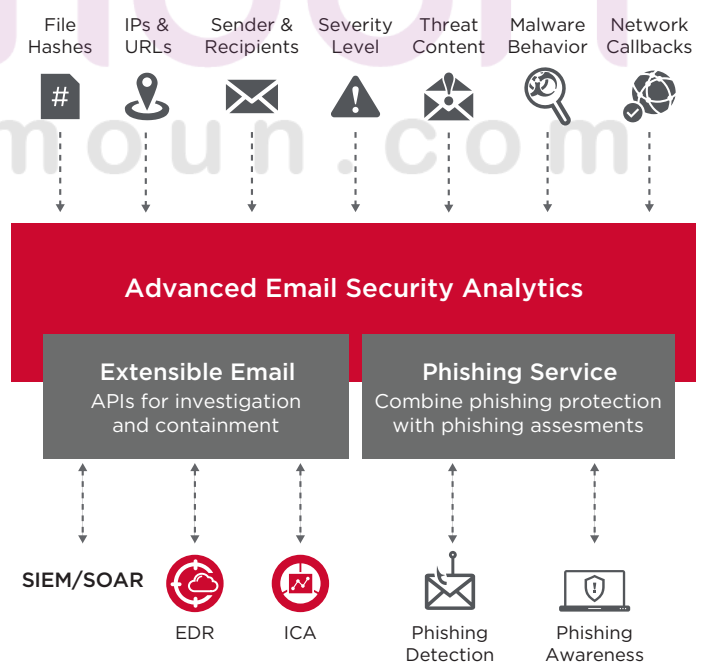 File
Hashes
IPs &
URLs
Sender &
Recipients
Severity
Level
Threat
Content
Malware
Behavior
Network
Callbacks
#
moun.com
Advanced Email Security Analytics
Extensible Email
APIs for investigation
and containment
Phishing Service
Combine phishing protection
with phishing assesments
SIEM/SOAR
EDR
ICA
Phishing
Detection
Phishing
Awareness